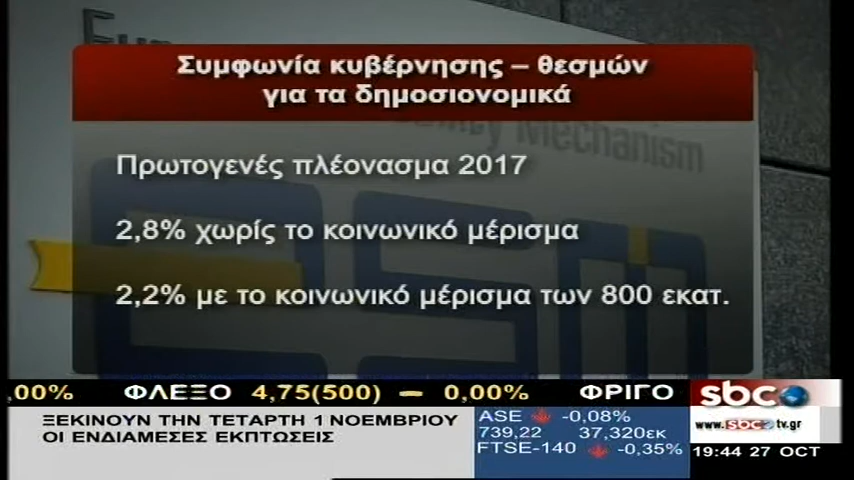 Eu
Συμφωνία κυβέρνησης – θεσμών
για τα δημοσιονομικά
Mechanism
Πρωτογενές πλέονασμα 2017
2,8% χωρίς το κοινωνικό μέρισμα
2,2% με το κοινωνικό μέρισμα των 800 εκατ.
esm
,00% ΦΛΕΞΟ 4,75(500) 0,00% ΦΡΙΓΟ
sbc
www.sbctv.gr
ΞΕΚΙΝΟΥΝ ΤΗΝ ΤΕΤΑΡΤΗ 1 ΝΟΕΜΒΡΙΟΥ
ΟΙ ΕΝΔΙΑΜΕΣΕΣ ΕΚΠΤΩΣΕΙΣ
ASE -0,08%
739,22 37,320εκ
FTSE-140 -0,35%
19:44 27 OCT